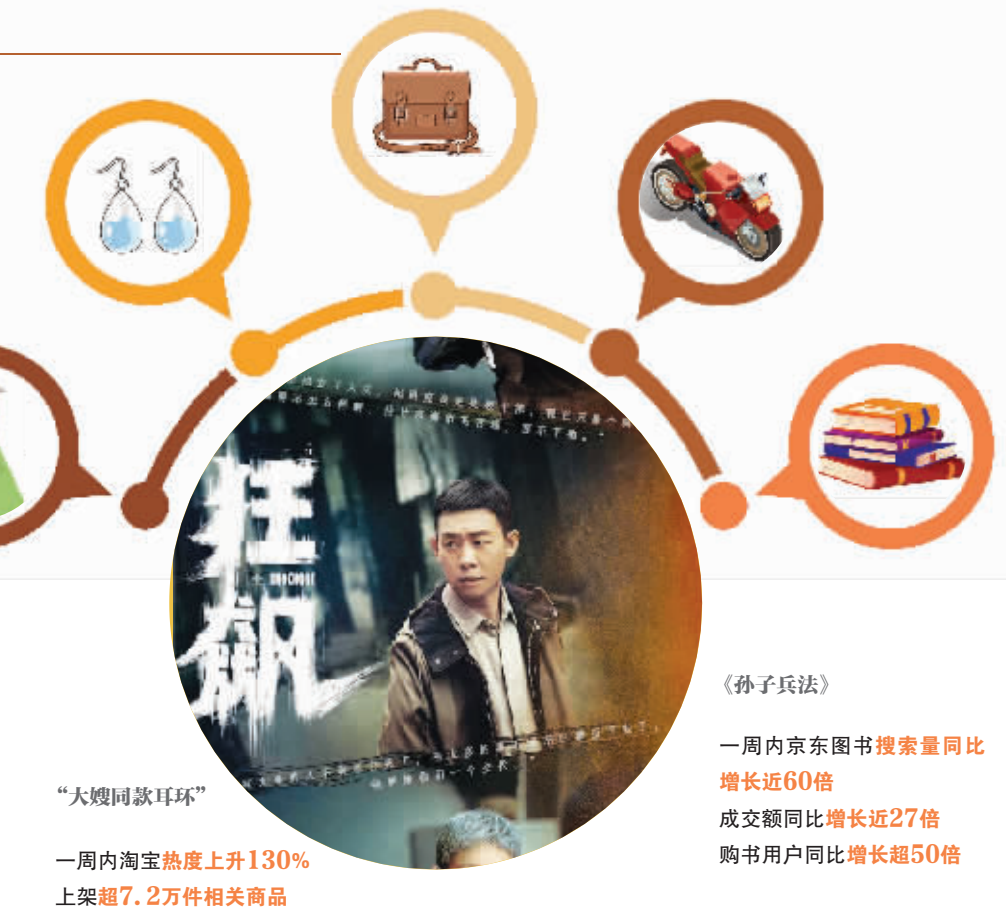 狂
飙
“大嫂同款耳环”
一周内淘宝热度上升130%
上架超7.2万件相关商品
《孙子兵法》
一周内京东图书搜索量同比
增长近60倍
成交额同比增长近27倍
购书用户同比增长超50倍